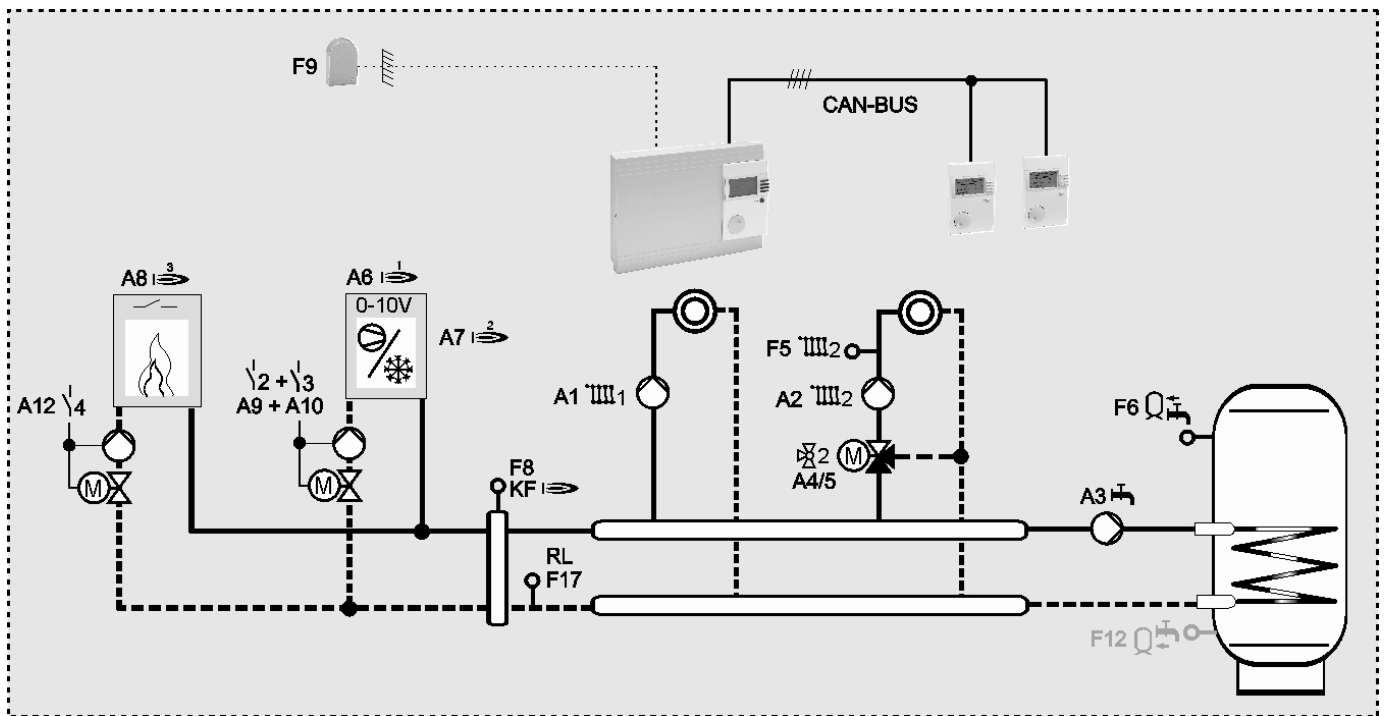 F9
CAN-BUS
A8 3
A6 1
0-10V
A7 2
F5 2
A1 1
A2 2
2 + 3
A9 + A10
A12 4
F6
M
M
M
2
A4/5
F8
KF
A3
RL
F17
F12